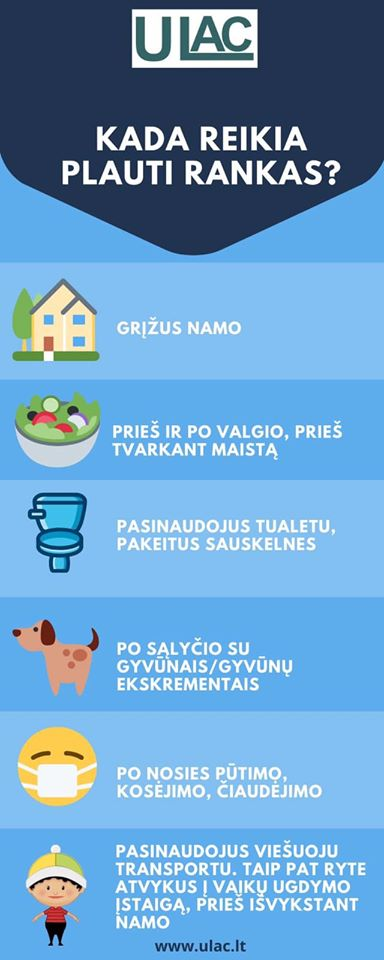 ULAC
KADA REIKIA
PLAUTI RANKAS?
GRĮŽUS NAMO
PRIEŠ IR PO VALGIO, PRIEŠ
TVARKANT MAISTĄ
PASINAUDOJUS TUALETU,
PAKEITUS SAUSKELNES
PO SĄLYČIO SU
GYVŪNAIS/GYVŪNŲ
EKSKREMENTAIS
PO NOSIES PŪTIMO,
KOSĖJIMO, ČIAUDĖJIMO
PASINAUDOJUS VIEŠUOJU
TRANSPORTU. TAIP PAT RYTE
ATVYKUS Į VAIKŲ UGDYMO
ĮSTAIGĄ, PRIEŠ IŠVYKSTANT
NAMO
www.ulac.lt